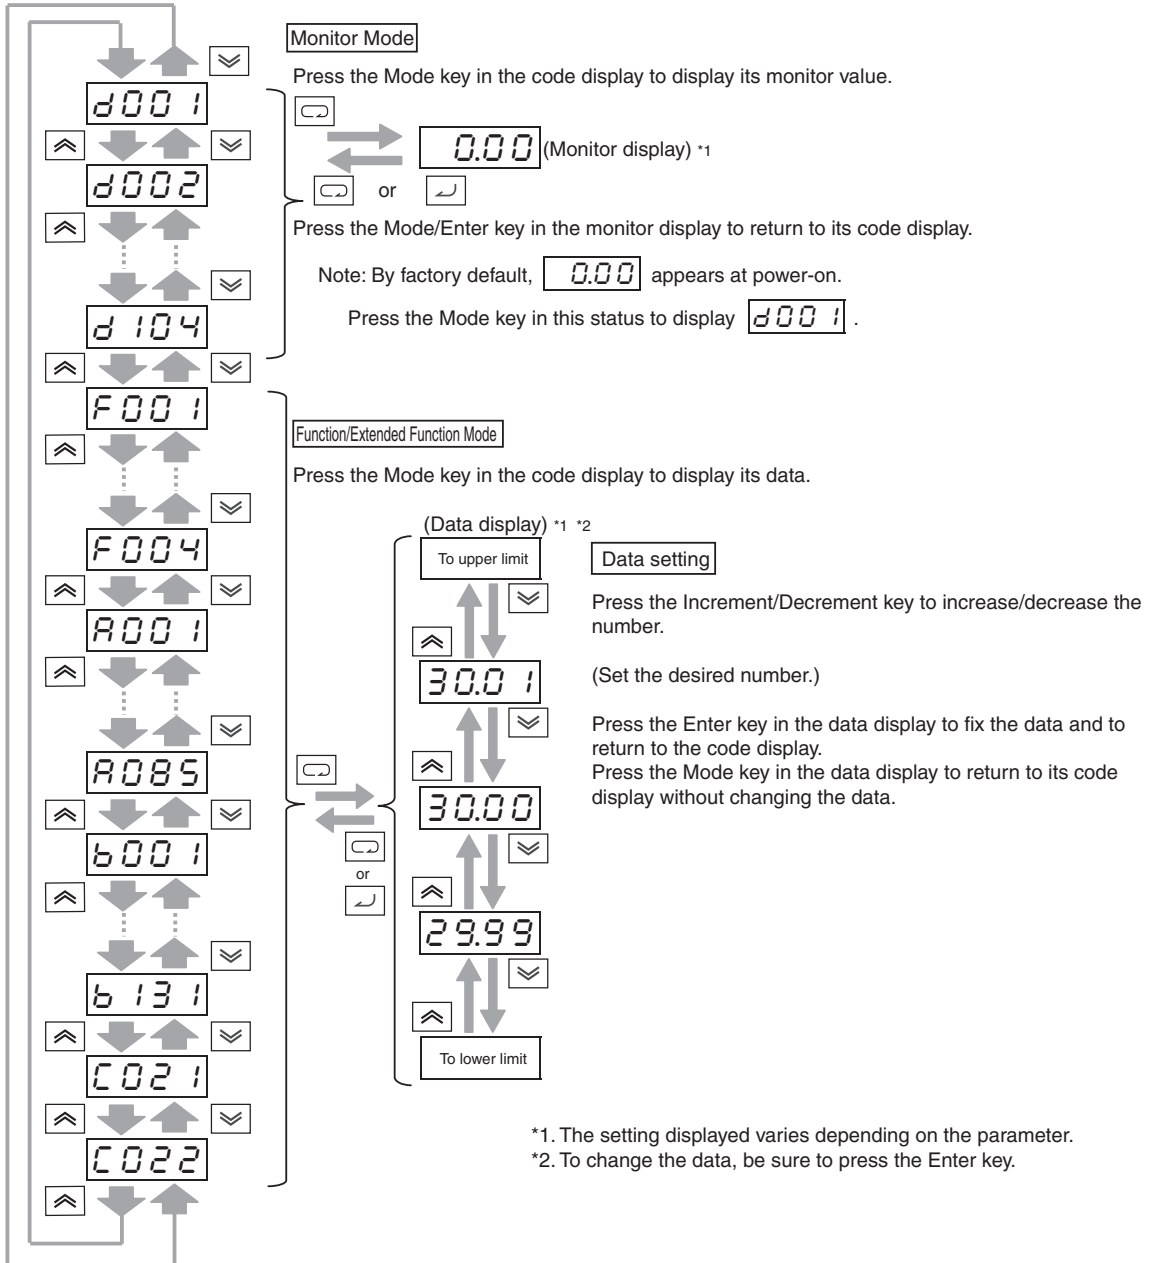 Monitor Mode
Press the Mode key in the code display to display its monitor value.
d001
0.00 (Monitor display) *1
d002
or
Press the Mode/Enter key in the monitor display to return to its code display.
Note: By factory default, 0.00 appears at power-on.
Press the Mode key in this status to display d001 .
d104
F001
Function/Extended Function Mode
Press the Mode key in the code display to display its data.
F004
A001
A085
b001
b131
C021
C022
(Data display) *1 *2
To upper limit
30.01
30.00
29.99
To lower limit
or
Data setting
Press the Increment/Decrement key to increase/decrease the
number.
(Set the desired number.)
Press the Enter key in the data display to fix the data and to
return to the code display.
Press the Mode key in the data display to return to its code
display without changing the data.
*1. The setting displayed varies depending on the parameter.
*2. To change the data, be sure to press the Enter key.